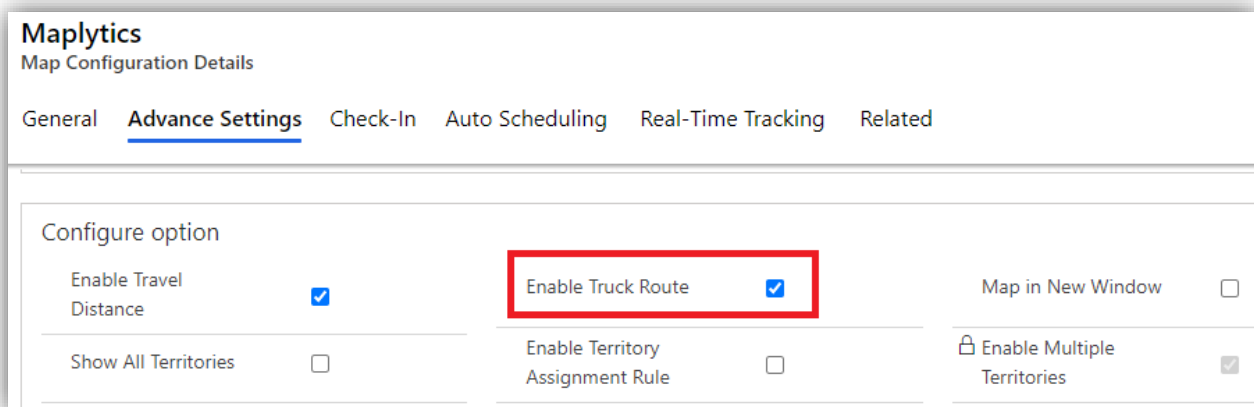 Maplytics
Map Configuration Details
General Advance Settings Check-In Auto Scheduling Real-Time Tracking Related
Configure option
Enable Travel
Distance
Enable Truck Route
Map in New Window
Show All Territories
Enable Territory
Assignment Rule
Enable Multiple
Territories